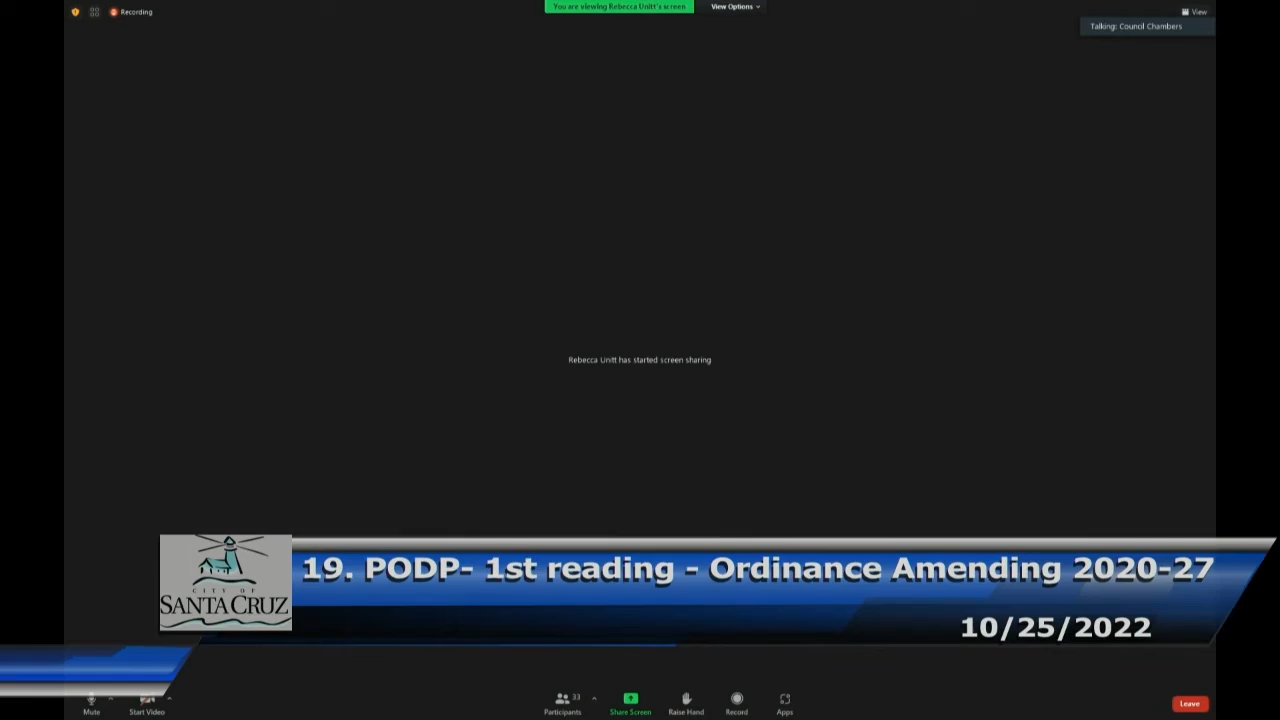 Recording
You are viewing Rebecca Unitt's screen
View Options
View
Talking: Council Chambers
Rebecca Unitt has started screen sharing
CITY OF
SANTA CRUZ
19. PODP- 1st reading - Ordinance Amending 2020-27
10/25/2022
Mute
Start Video
33
Participants
Share Screen
Raise Hand
Record
Apps
Leave